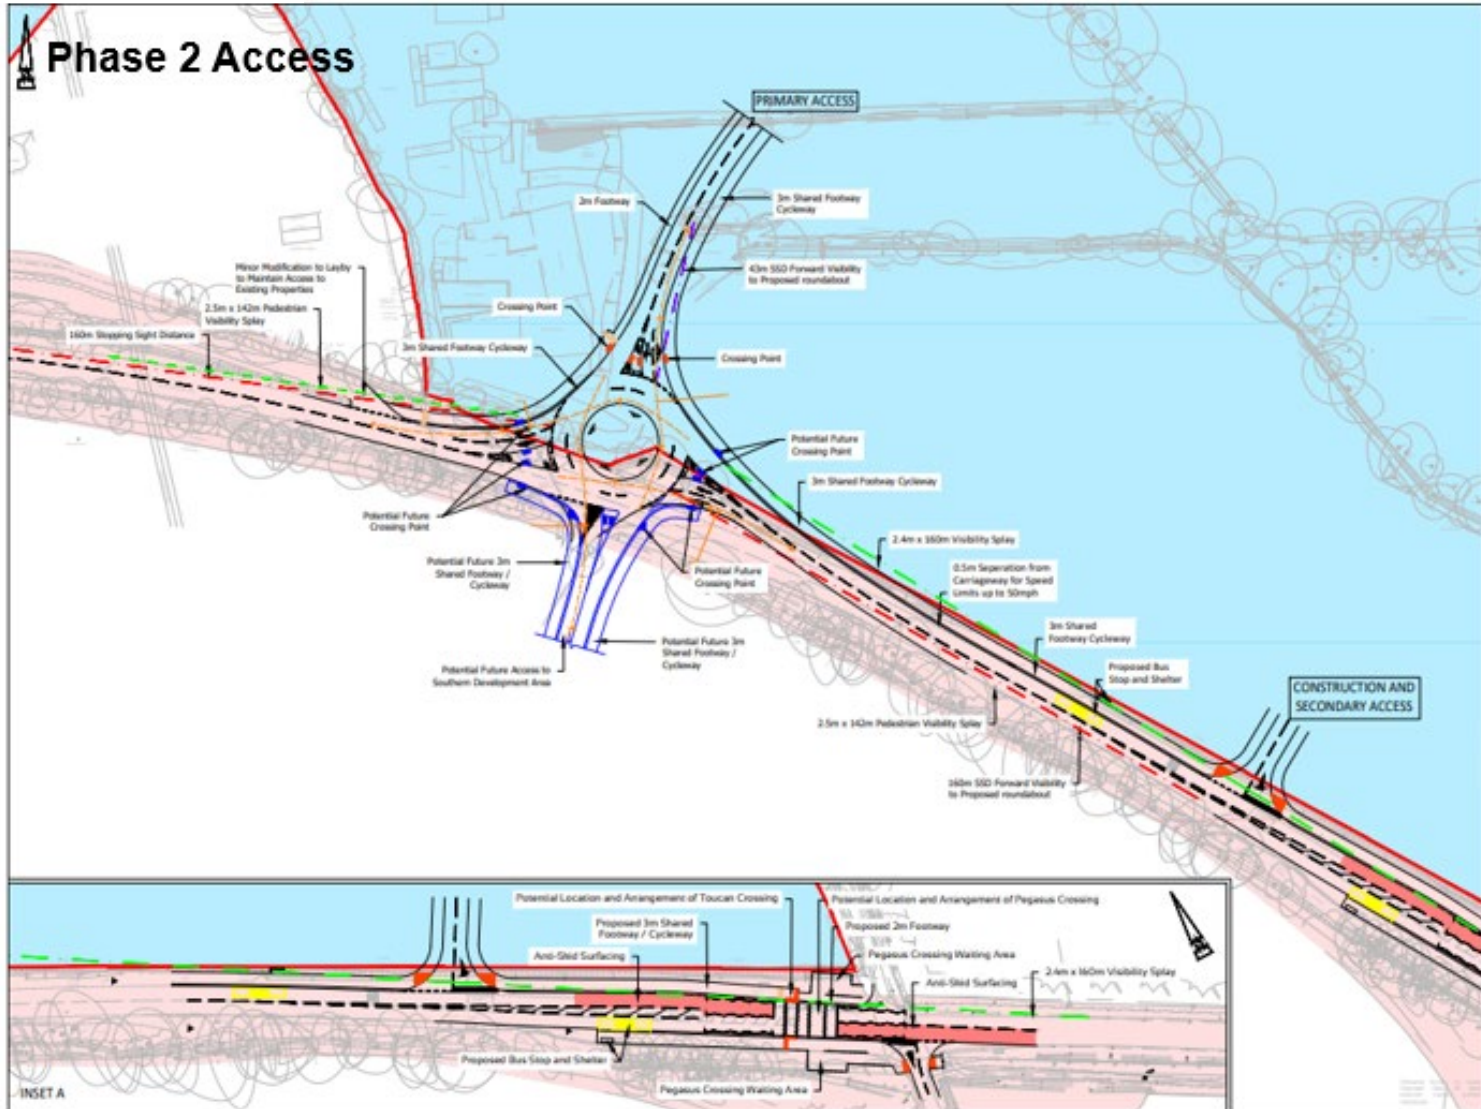 Phase 2 Access
PRIMARY ACCESS
2m Footway
3m Shared Footway
Cycleway
Minor Modification to Layby
to Maintain Access to
Existing Properties
43m SSD Forward Visibility
to Proposed roundabout
2.5m x 142m Pedestrian
Visibility Splay
Crossing Point
160m Stopping Sight Distance
3m Shared Footway Cycleway
Crossing Point
Potential Future
Crossing Point
3m Shared Footway Cycleway
Potential Future
Crossing Point
2.4m x 160m Visibility Splay
Potential Future 3m
Shared Footway /
Cycleway
Potential Future
Crossing Point
0.5m Seperation from
Carriageway for Speed
Limits up to 50mph
3m Shared
Footway Cycleway
Potential Future 3m
Shared Footway /
Cycleway
Potential Future Access to
Southern Development Area
Proposed Bus
Stop and Shelter
CONSTRUCTION AND
SECONDARY ACCESS
2.5m x 142m Pedestrian Visibility Splay
160m SSD Forward Visibility
to Proposed roundabout
Potential Location and Arrangement of Toucan Crossing
Potential Location and Arrangement of Pegasus Crossing
Proposed 3m Shared
Footway / Cycleway
Proposed 2m Footway
Anti-Skid Surfacing
Pegasus Crossing Waiting Area
2.4m x 160m Visibility Splay
Anti-Skid Surfacing
Proposed Bus Stop and Shelter
Pegasus Crossing Waiting Area
INSET A